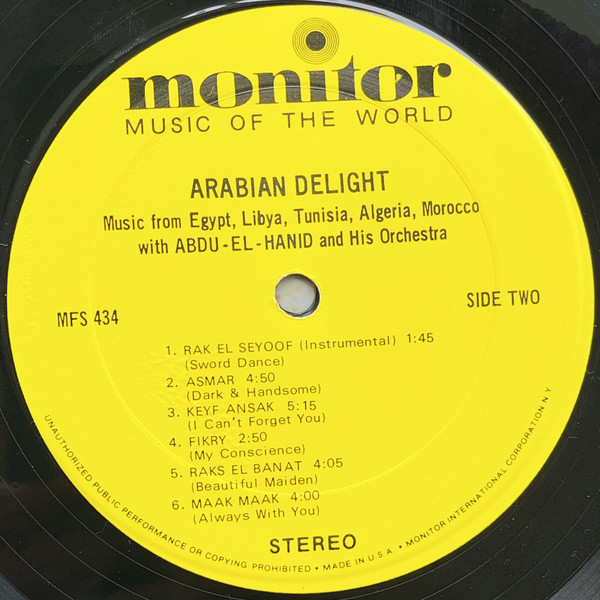 monitor
MUSIC OF THE WORLD
ARABIAN DELIGHT
Music from Egypt, Libya, Tunisia, Algeria, Morocco
with ABDU-EL-HANID and His Orchestra
MFS 434
SIDE TWO
1. RAK EL SEYOOF (Instrumental) 1:45
(Sword Dance)
2. ASMAR 4:50
(Dark & Handsome)
3. KEYF ANSAK 5:15
(I Can't Forget You)
4. FIKRY 2:50
(My Conscience)
5. RAKS EL BANAT 4:05
(Beautiful Maiden)
6. MAAK MAAK 4:00
(Always With You)
STEREO
UNAUTHORIZED PUBLIC PERFORMANCE OR COPYING PROHIBITED • MADE IN U.S.A. • MONITOR INTERNATIONAL CORPORATION N Y